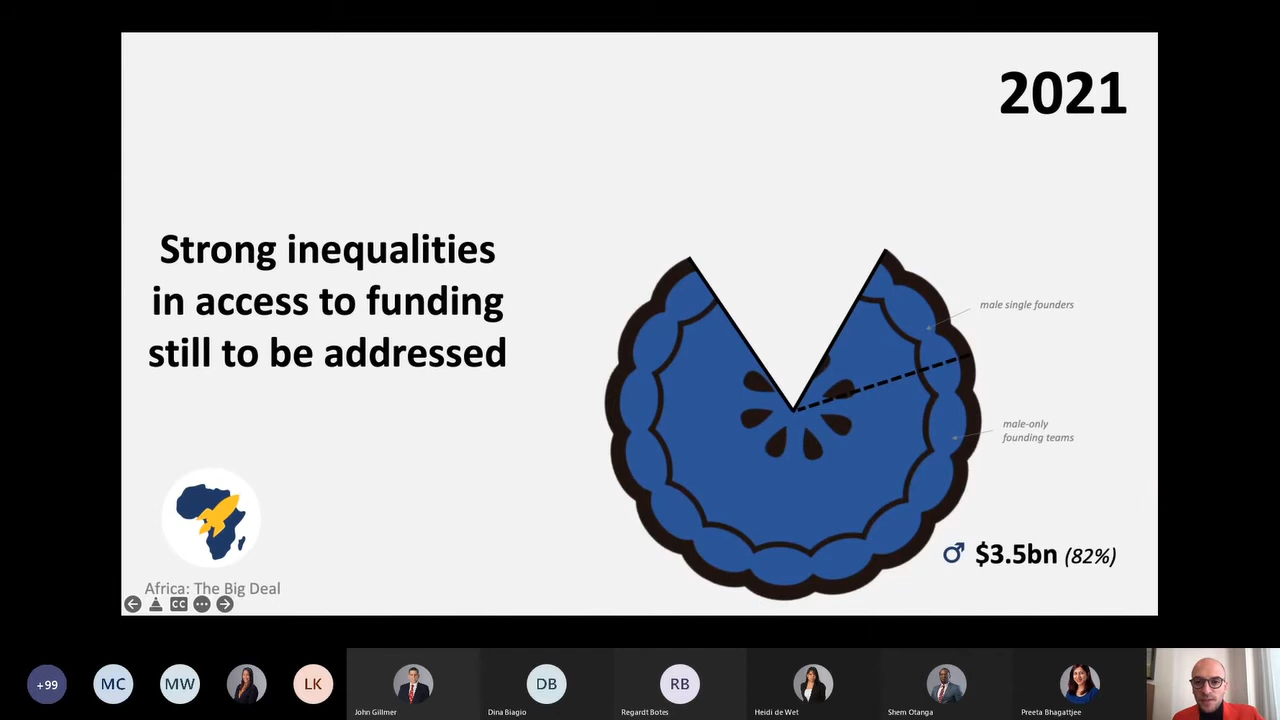 2021
Strong inequalities
in access to funding
still to be addressed
male single founders
male-only
founding teams
$3.5bn (82%)
Africa: The Big Deal
CC
+99
MC
MW
LK
John Gillmer
DB
Dina Biagio
RB
Regardt Botes
Heidi de Wet
Shem Otanga
Preeta Bhagattjee